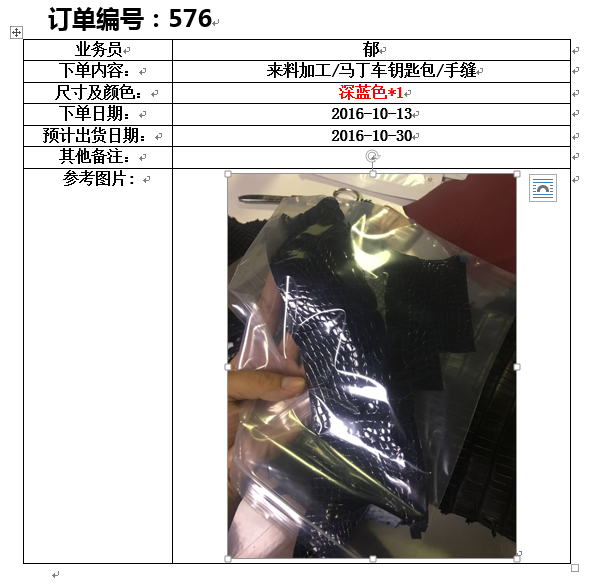 订单编号：576
业务员
郁
下单内容：
来料加工/马丁车钥匙包/手缝
尺寸及颜色：
深蓝色*1
下单日期：
2016-10-13
预计出货日期：
2016-10-30
其他备注：
参考图片：